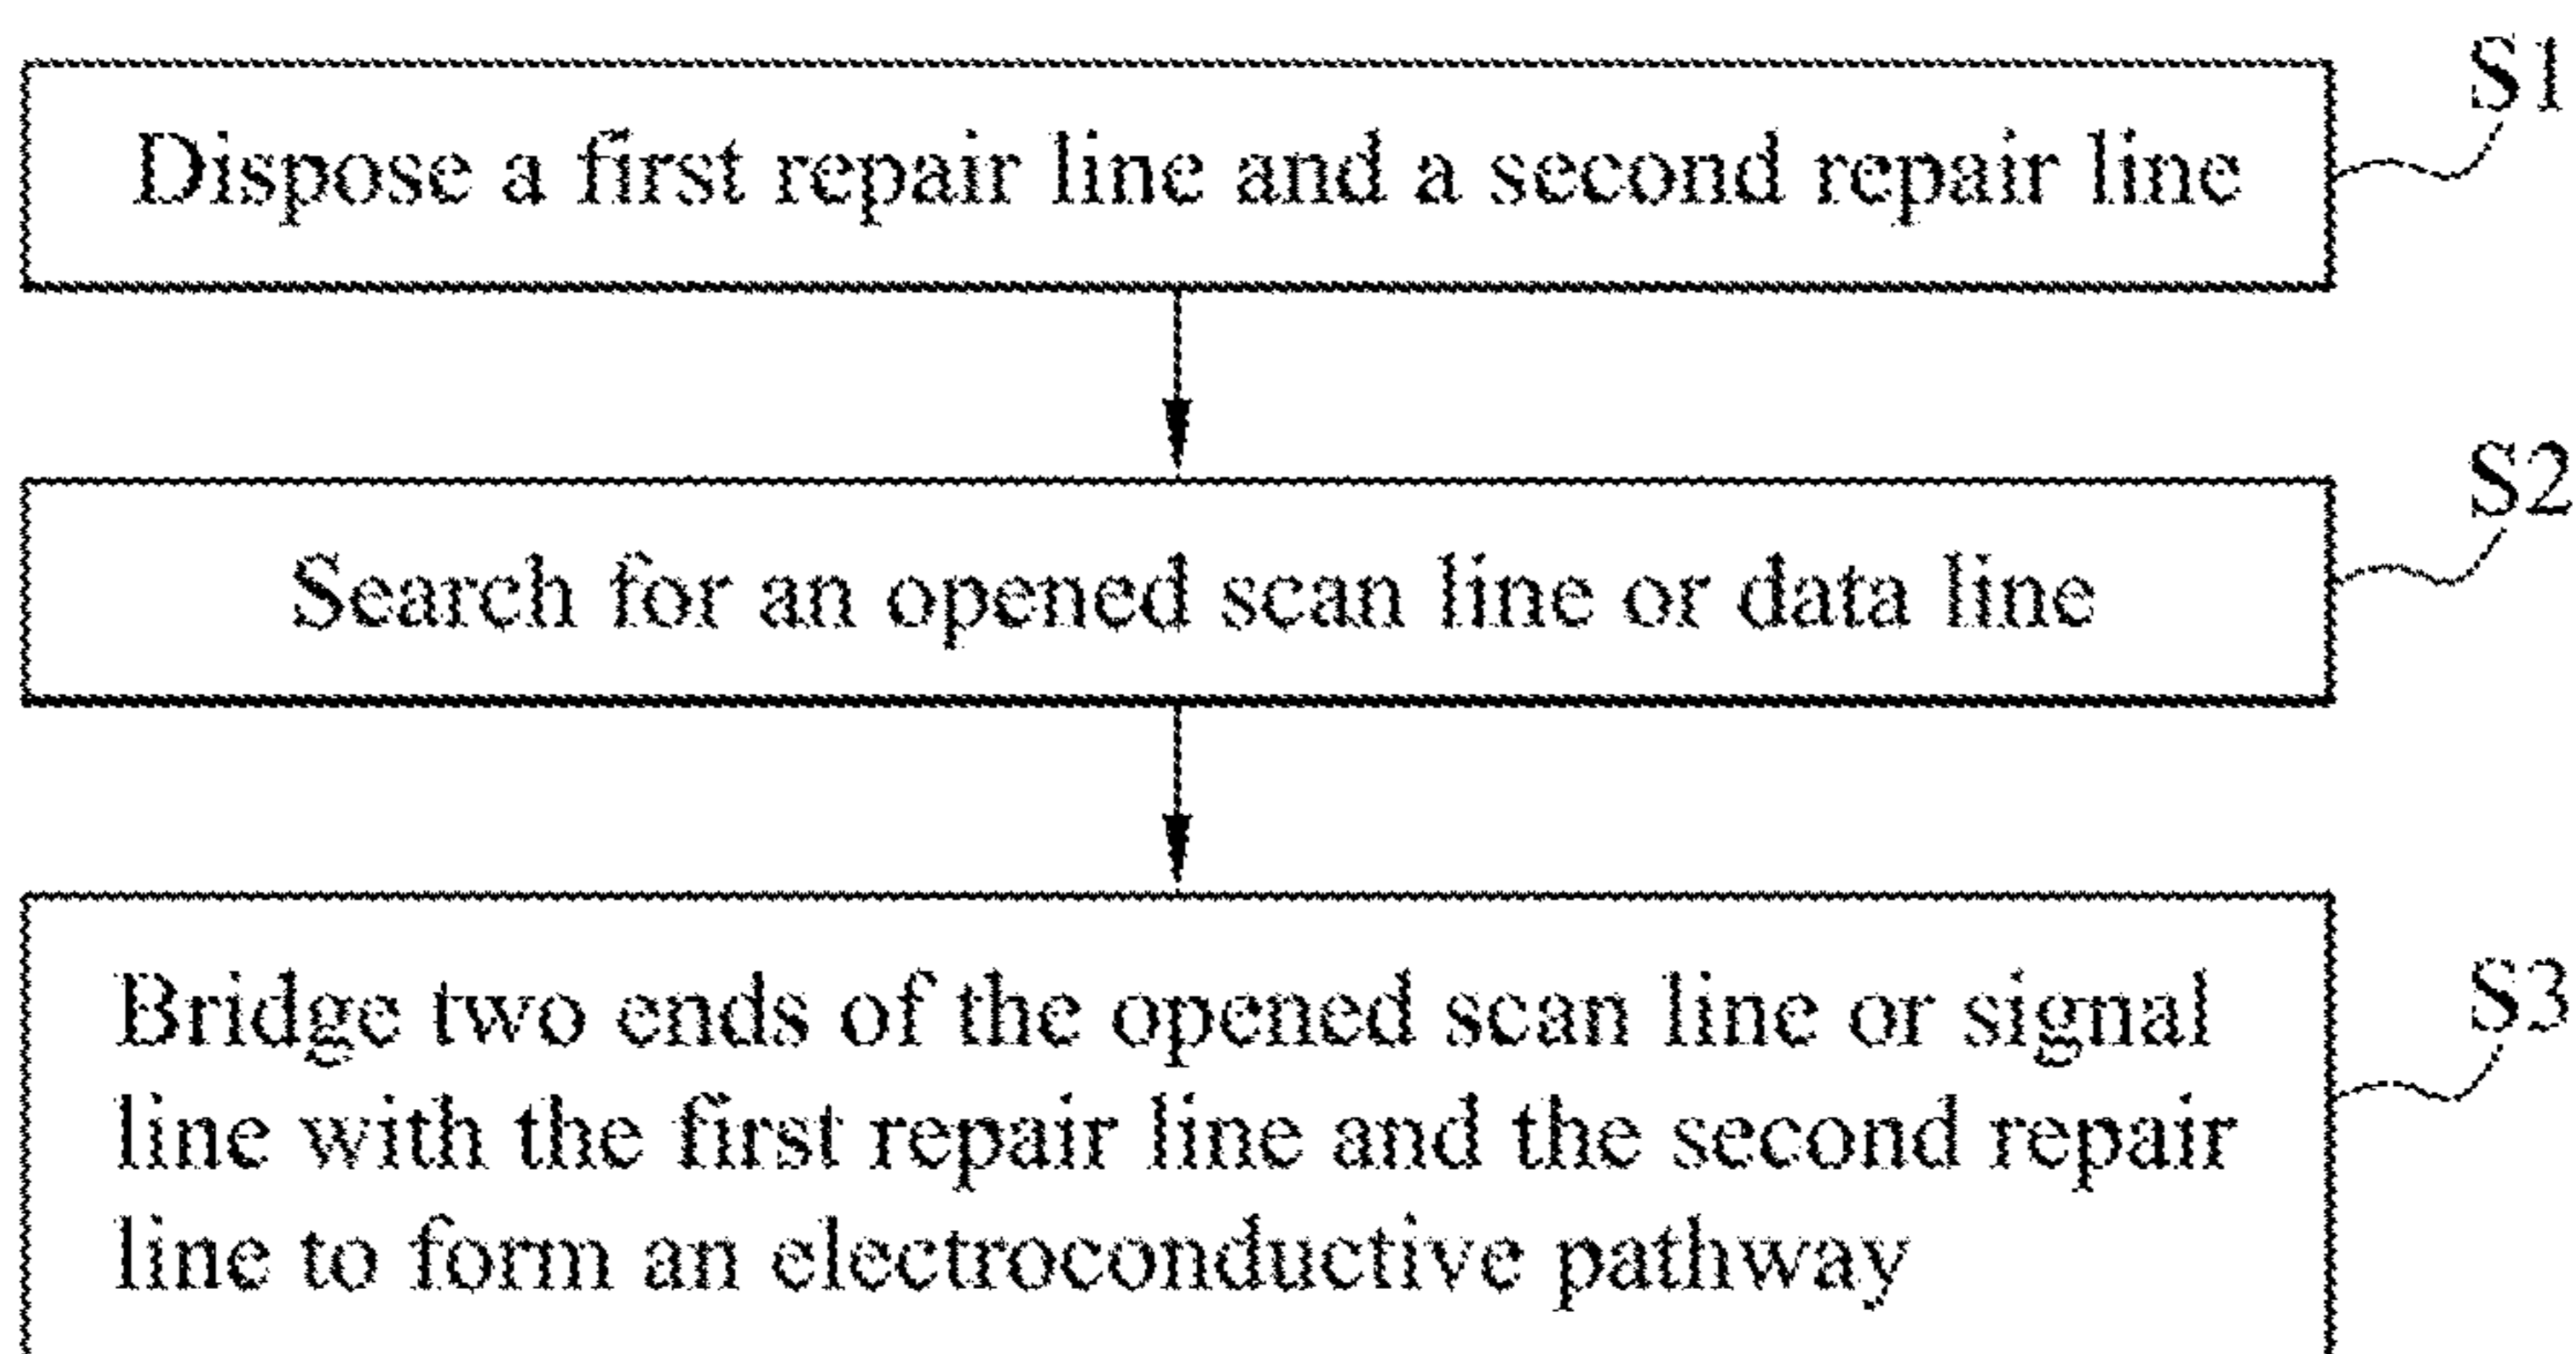 S1
Dispose a first repair line and a second repair line
S2
Search for an opened scan line or data line
S3
Bridge two ends of the opened scan line or signal
line with the first repair line and the second repair
line to form an electroconductive pathway